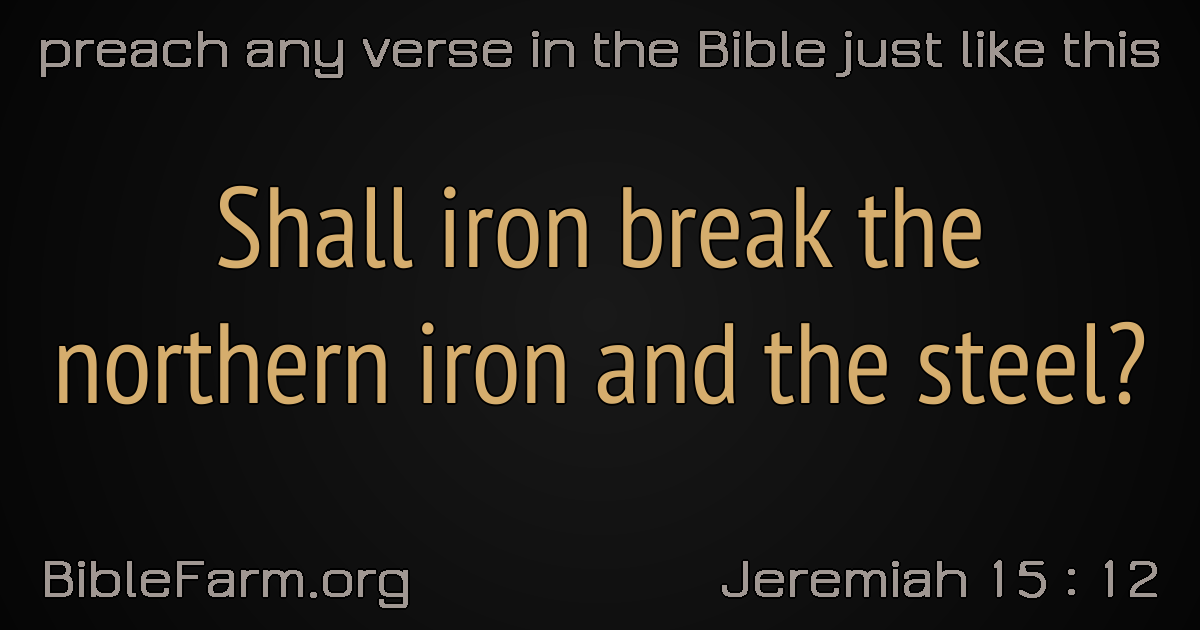 preach any verse in the Bible just like this
Shall iron break the
northern iron and the steel?
BibleFarm.org
Jeremiah 15 : 12